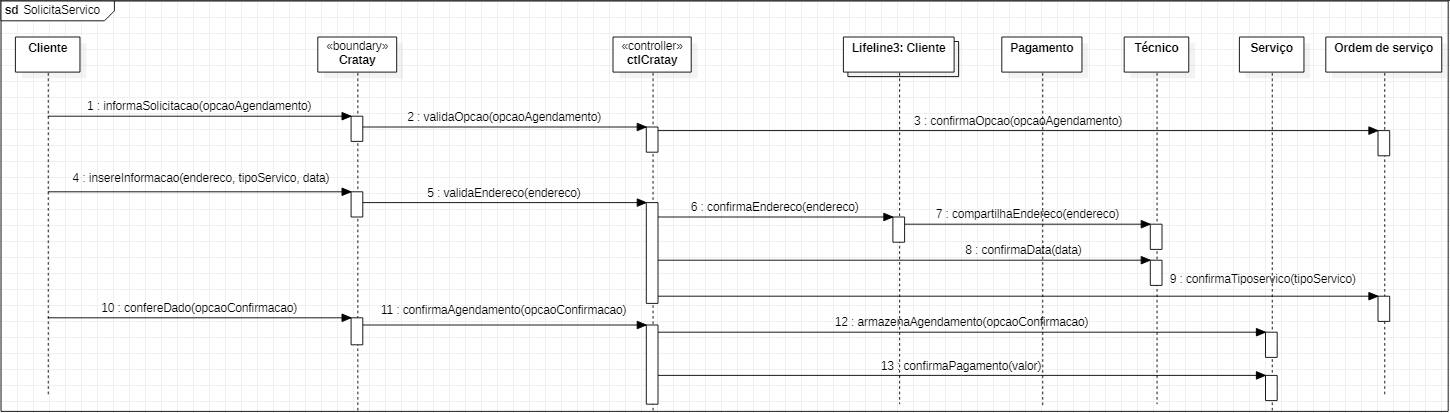 sd SolicitaServico
Cliente
«boundary»
Cratay
«controller»
ctlCratay
Lifeline3: Cliente
Pagamento
Técnico
Serviço
Ordem de serviço
1 : informaSolicitacao(opcaoAgendamento)
2 : validaOpcao(opcaoAgendamento)
3 : confirmaOpcao(opcaoAgendamento)
4 : insereInformacao(endereco, tipoServico, data)
5 : validaEndereco(endereco)
6 : confirmaEndereco(endereco)
7 : compartilhaEndereco(endereco)
8 : confirmaData(data)
9 : confirmaTiposervico(tipoServico)
10 : confereDado(opcaoConfirmacao)
11 : confirmaAgendamento(opcaoConfirmacao)
12 : armazenaAgendamento(opcaoConfirmacao)
13 : confirmaPagamento(valor)